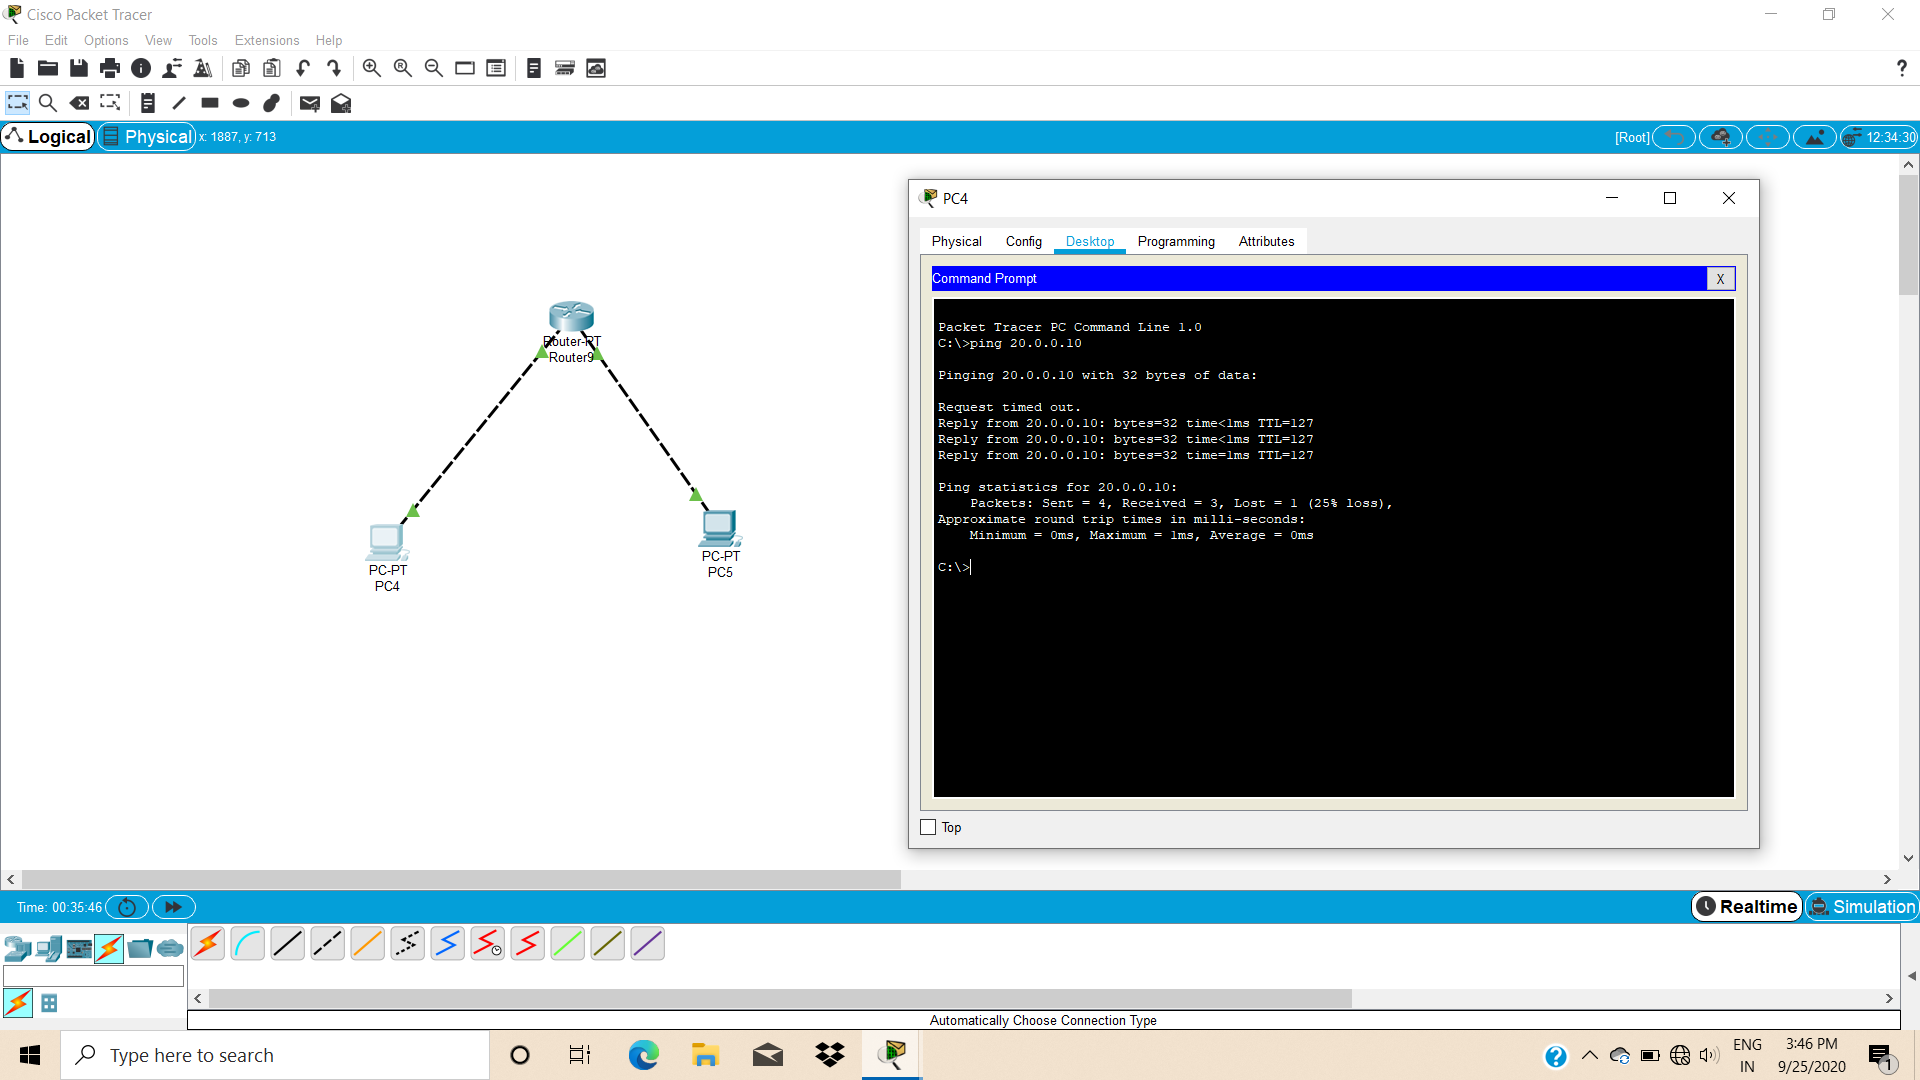 Cisco Packet Tracer
File Edit Options View Tools Extensions Help
?
Logical Physical x: 1887, y: 713 [Root] 12:34:30
PC4
Physical Config Desktop Programming Attributes
Command Prompt X
Packet Tracer PC Command Line 1.0
C:\>ping 20.0.0.10
Pinging 20.0.0.10 with 32 bytes of data:
Request timed out.
Reply from 20.0.0.10: bytes=32 time<1ms TTL=127
Reply from 20.0.0.10: bytes=32 time<1ms TTL=127
Reply from 20.0.0.10: bytes=32 time=1ms TTL=127
Ping statistics for 20.0.0.10:
Packets: Sent = 4, Received = 3, Lost = 1 (25% loss),
Approximate round trip times in milli-seconds:
Minimum = 0ms, Maximum = 1ms, Average = 0ms
C:\>
Top
Router-PT
Router9
PC-PT
PC4
PC-PT
PC5
Time: 00:35:46 Realtime Simulation
Automatically Choose Connection Type
Type here to search
ENG
IN
3:46 PM
9/25/2020
1